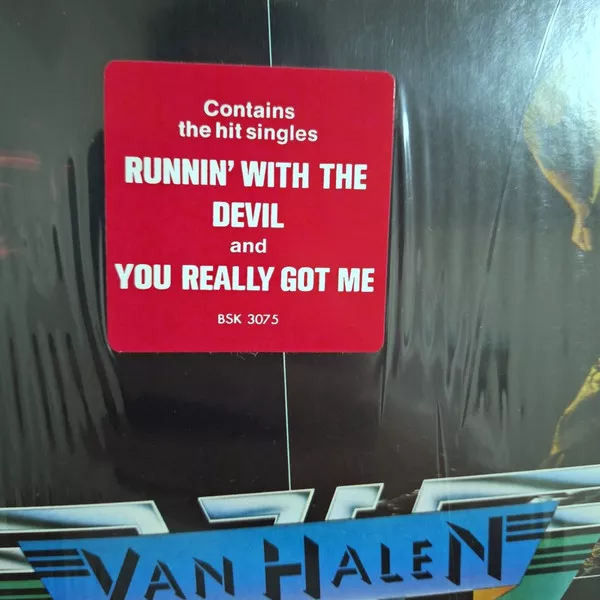 Contains
the hit singles
RUNNIN' WITH THE
DEVIL
and
YOU REALLY GOT ME
BSK 3075
VAN HALEN